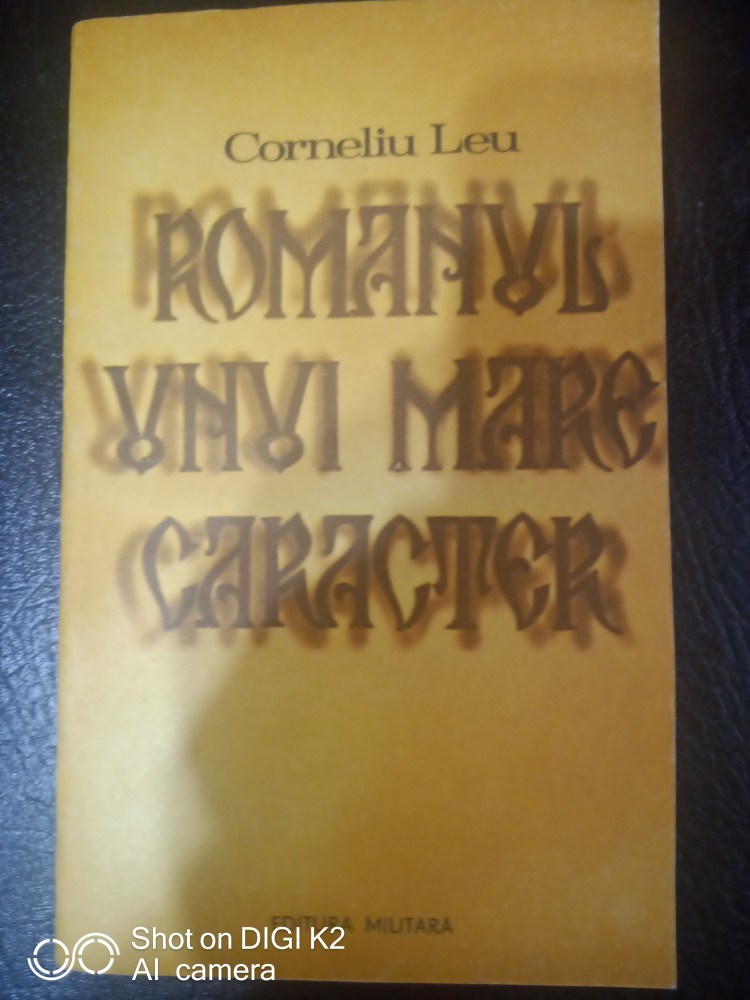 Corneliu Leu
ROMANUL
UNUI MARE
CARACTER
EDITURA MILITARĂ
Shot on DIGI K2
AI camera